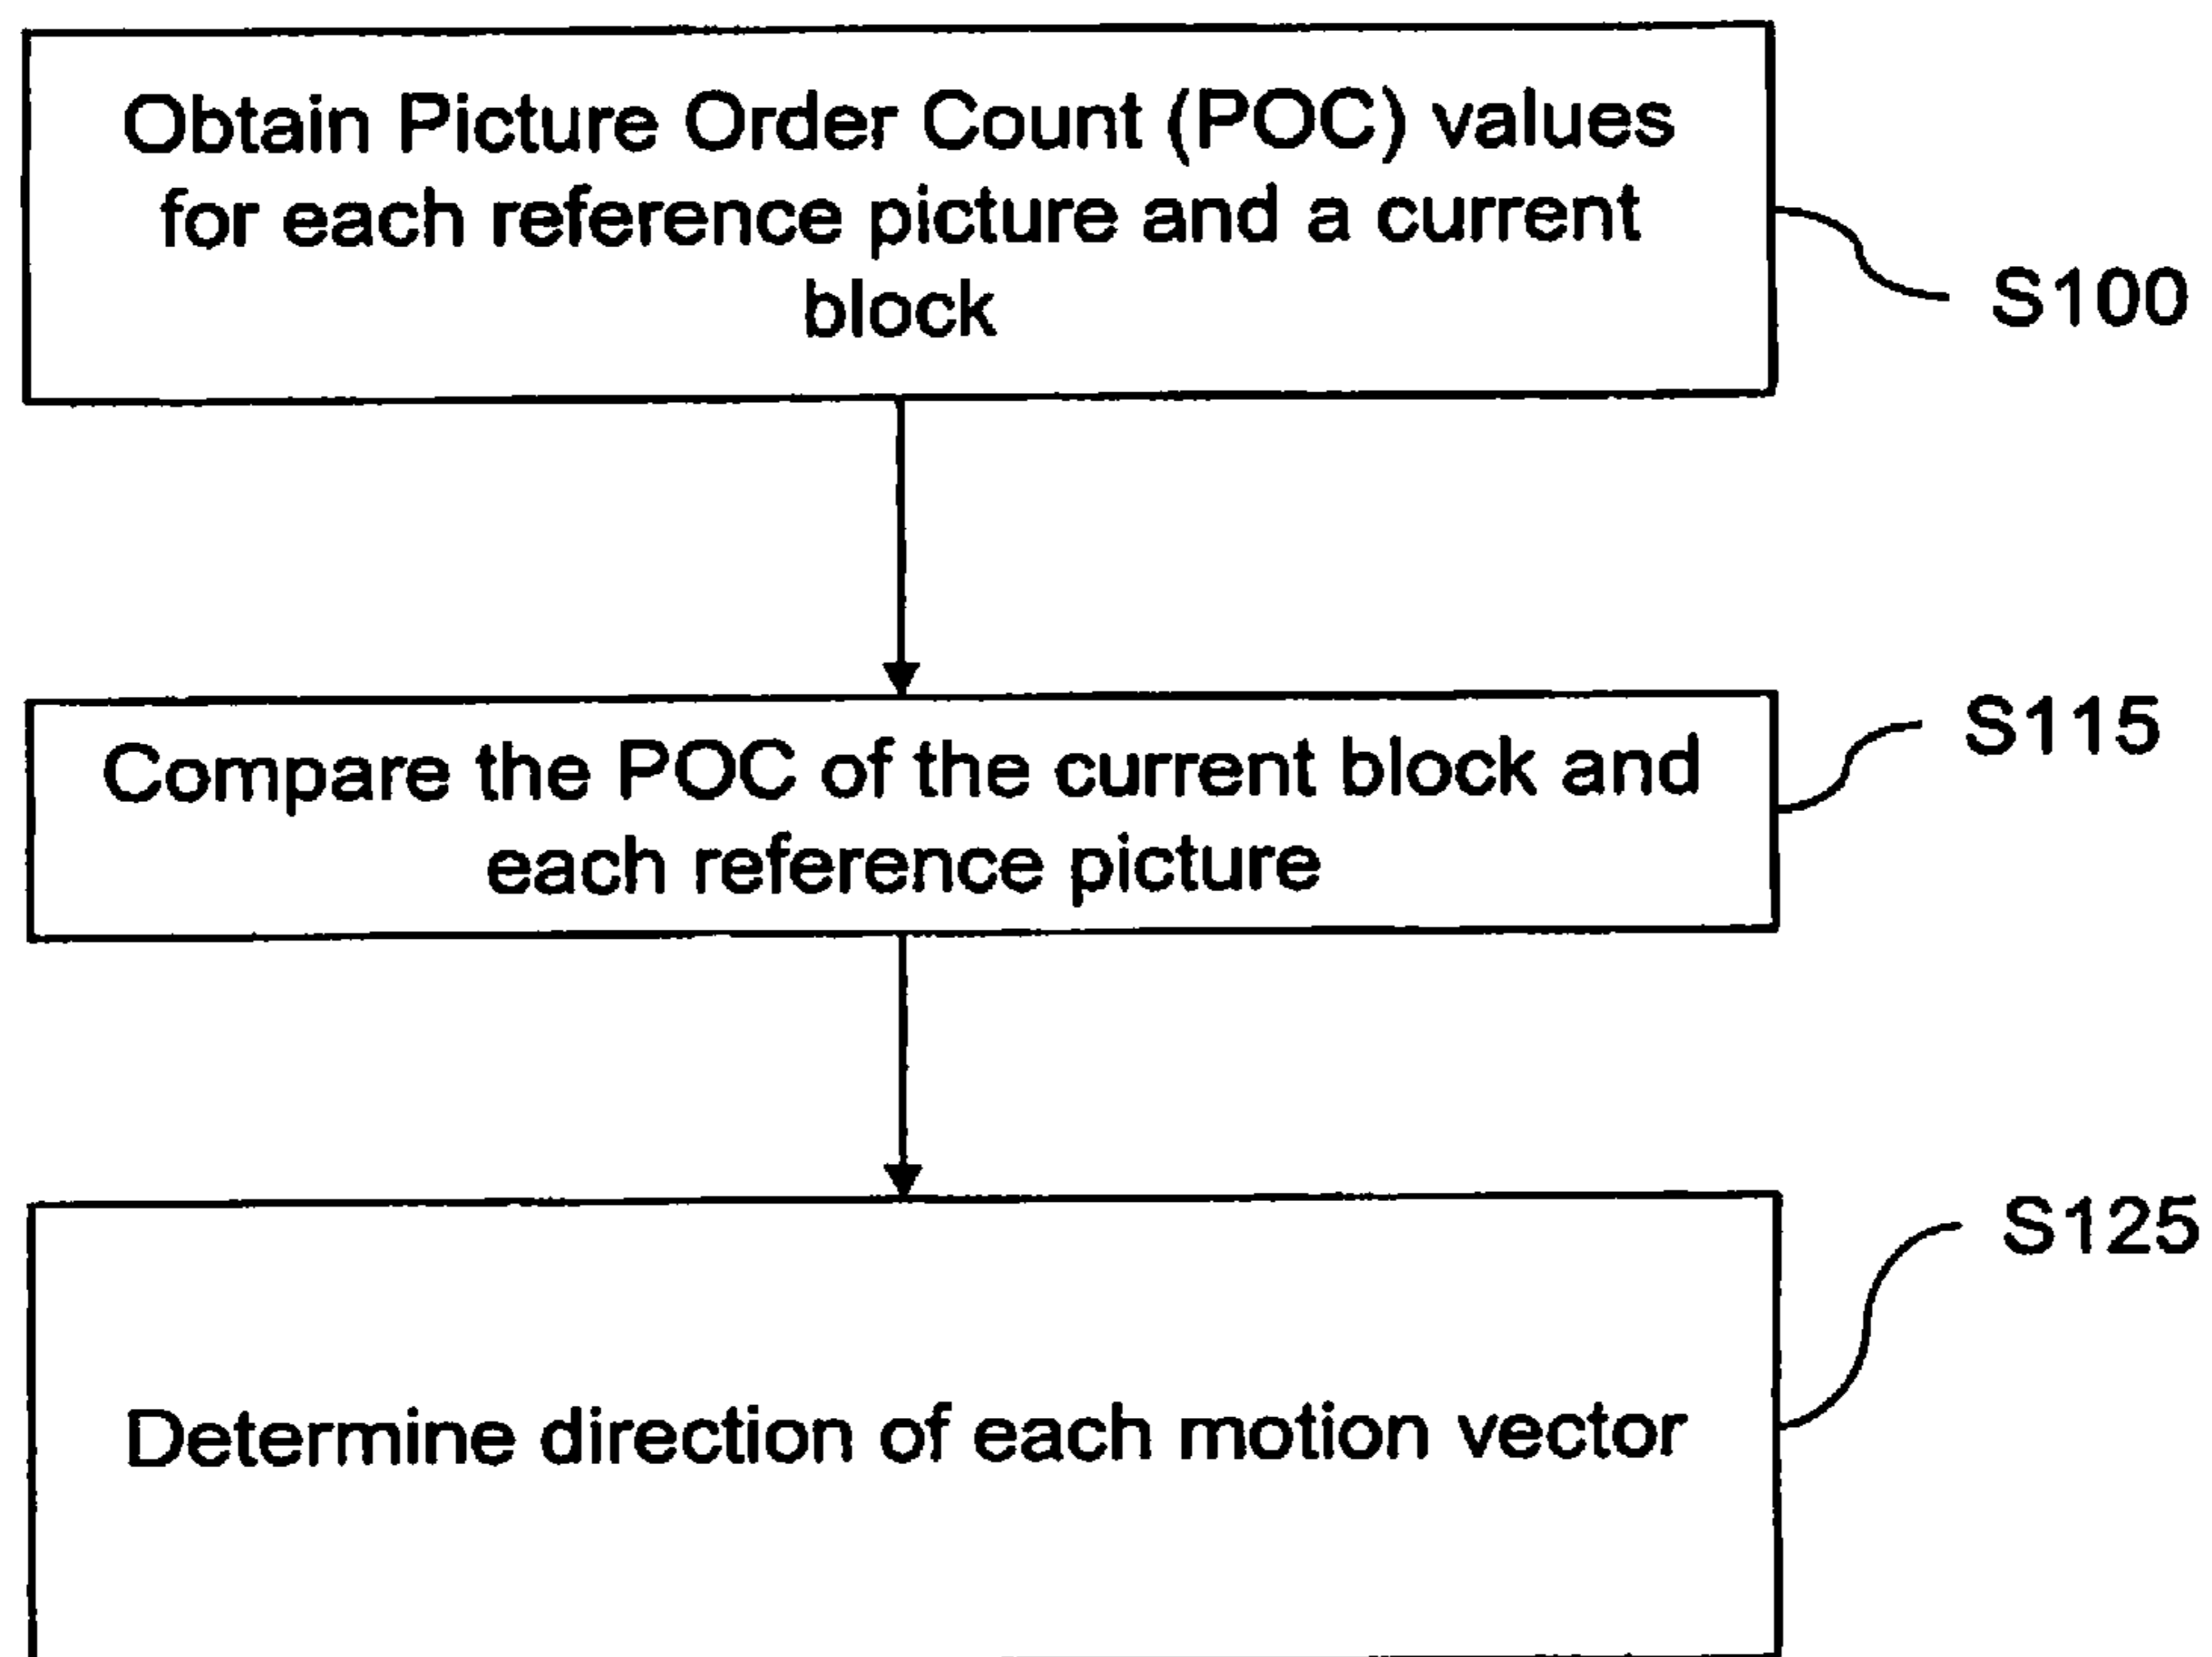 Obtain Picture Order Count (POC) values
for each reference picture and a current
block
S100
S115
Compare the POC of the current block and
each reference picture
S125
Determine direction of each motion vector